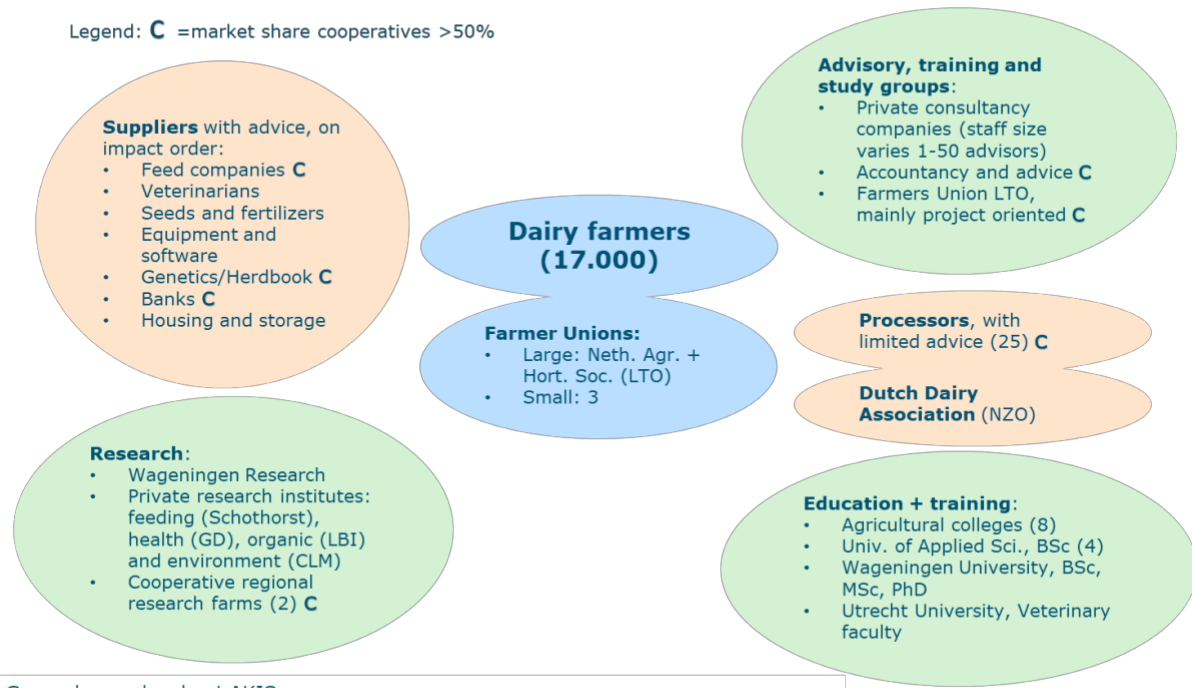 Legend: C =market share cooperatives >50%
Suppliers with advice, on
impact order:
• Feed companies C
• Veterinarians
• Seeds and fertilizers
• Equipment and
software
• Genetics/Herdbook C
• Banks C
• Housing and storage
Advisory, training and
study groups:
• Private consultancy
companies (staff size
varies 1-50 advisors)
• Accountancy and advice C
• Farmers Union LTO,
mainly project oriented C
Dairy farmers
(17.000)
Farmer Unions:
• Large: Neth. Agr. +
Hort. Soc. (LTO)
• Small: 3
Processors, with
limited advice (25) C
Dutch Dairy
Association (NZO)
Research:
• Wageningen Research
• Private research institutes:
feeding (Schothorst),
health (GD), organic (LBI)
and environment (CLM)
• Cooperative regional
research farms (2) C
Education + training:
• Agricultural colleges (8)
• Univ. of Applied Sci., BSc (4)
• Wageningen University, BSc,
MSc, PhD
• Utrecht University, Veterinary
faculty